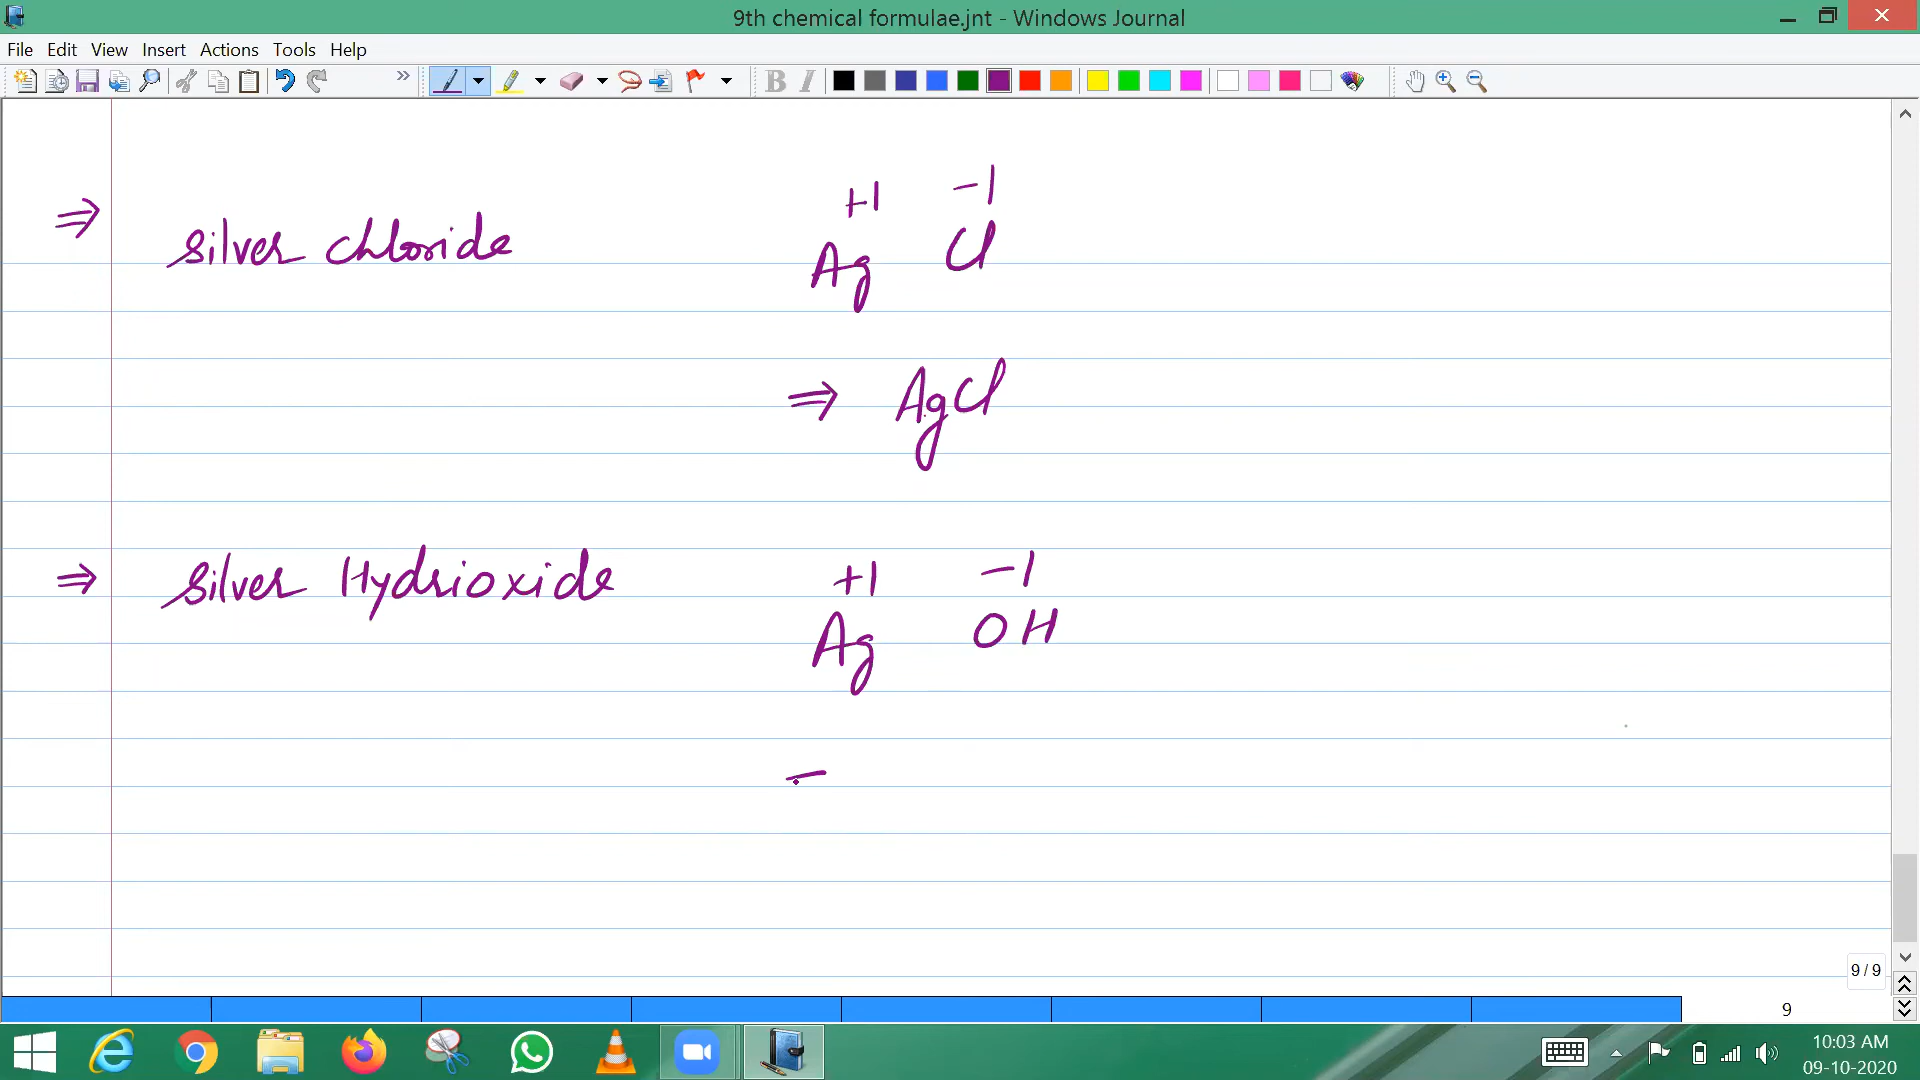 9th chemical formulae.jnt - Windows Journal
File Edit View Insert Actions Tools Help
B I
+1 -1
⇒ Silver Chloride Ag Cl
⇒ AgCl
+1 -1
⇒ Silver Hydrioxide Ag OH
9 / 9
9
10:03 AM
09-10-2020